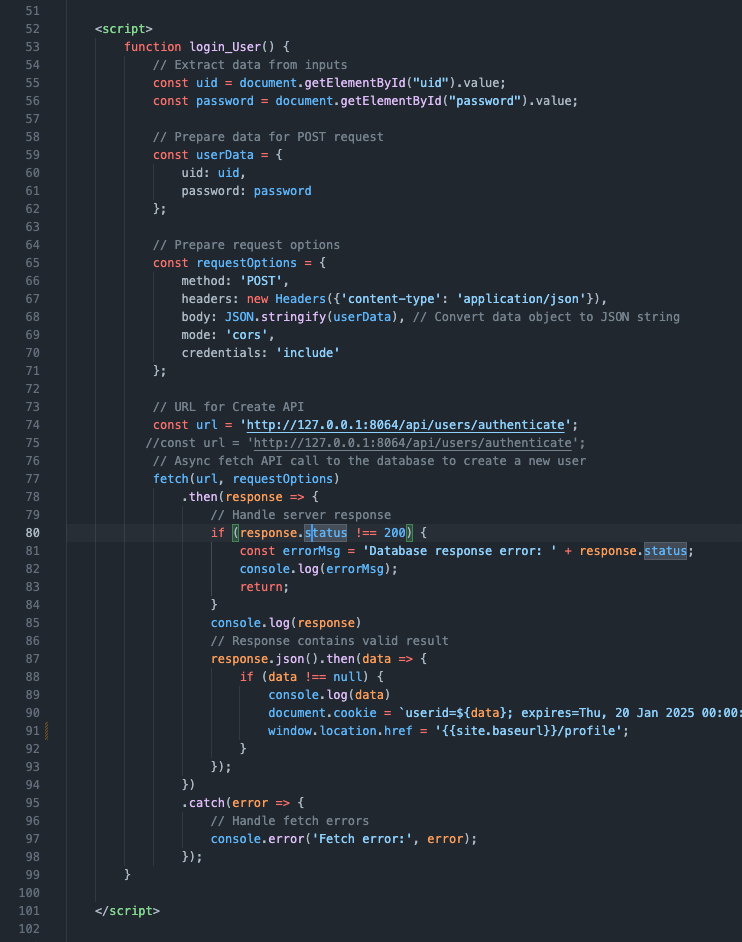 51
52 <script>
53 function login_User() {
54 // Extract data from inputs
55 const uid = document.getElementById("uid").value;
56 const password = document.getElementById("password").value;
57
58 // Prepare data for POST request
59 const userData = {
60 uid: uid,
61 password: password
62 };
63
64 // Prepare request options
65 const requestOptions = {
66 method: 'POST',
67 headers: new Headers({'content-type': 'application/json'}),
68 body: JSON.stringify(userData), // Convert data object to JSON string
69 mode: 'cors',
70 credentials: 'include'
71 };
72
73 // URL for Create API
74 const url = 'http://127.0.0.1:8064/api/users/authenticate';
75 //const url = 'http://127.0.0.1:8064/api/users/authenticate';
76 // Async fetch API call to the database to create a new user
77 fetch(url, requestOptions)
78 .then(response => {
79 // Handle server response
80 if (response.status !== 200) {
81 const errorMsg = 'Database response error: ' + response.status;
82 console.log(errorMsg);
83 return;
84 }
85 console.log(response)
86 // Response contains valid result
87 response.json().then(data => {
88 if (data !== null) {
89 console.log(data)
90 document.cookie = `userid=${data}; expires=Thu, 20 Jan 2025 00:00:
91 window.location.href = '{{site.baseurl}}/profile';
92 }
93 });
94 })
95 .catch(error => {
96 // Handle fetch errors
97 console.error('Fetch error:', error);
98 });
99 }
100
101 </script>
102